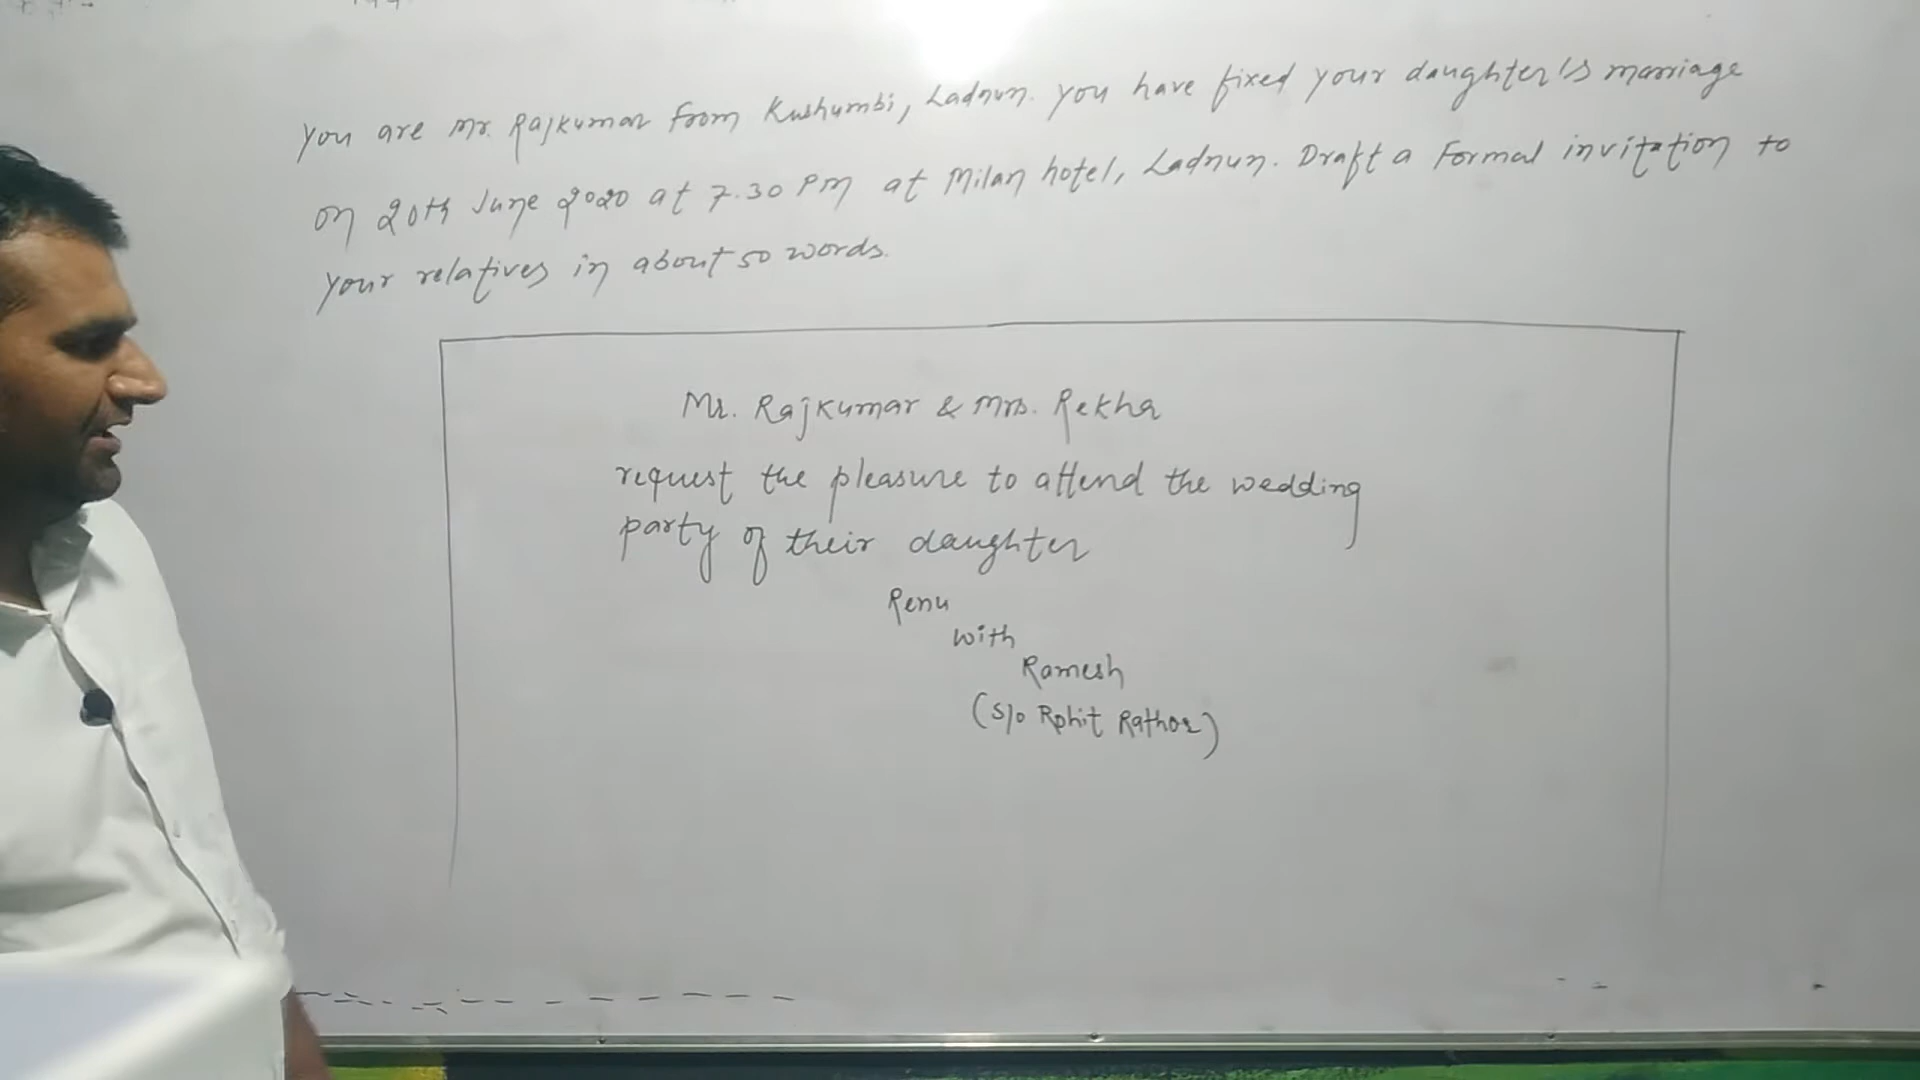 You are Mr. Rajkumar from Kushumbi, Ladnun. You have fixed your daughter's marriage
on 20th June 2020 at 7.30 PM at Milan hotel, Ladnun. Draft a Formal invitation to
your relatives in about 50 words.
Mr. Rajkumar & Mrs. Rekha
request the pleasure to attend the wedding
party of their daughter
Renu
with
Ramesh
(S/o Rohit Rathor)